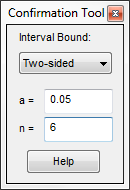 Confirmation Tool
Interval Bound:
Two-sided
a = 0.05
n = 6
Help